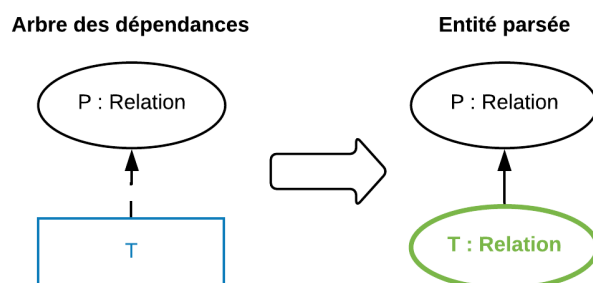 Arbre des dépendances
Entité parsée
P : Relation
P : Relation
T
T : Relation